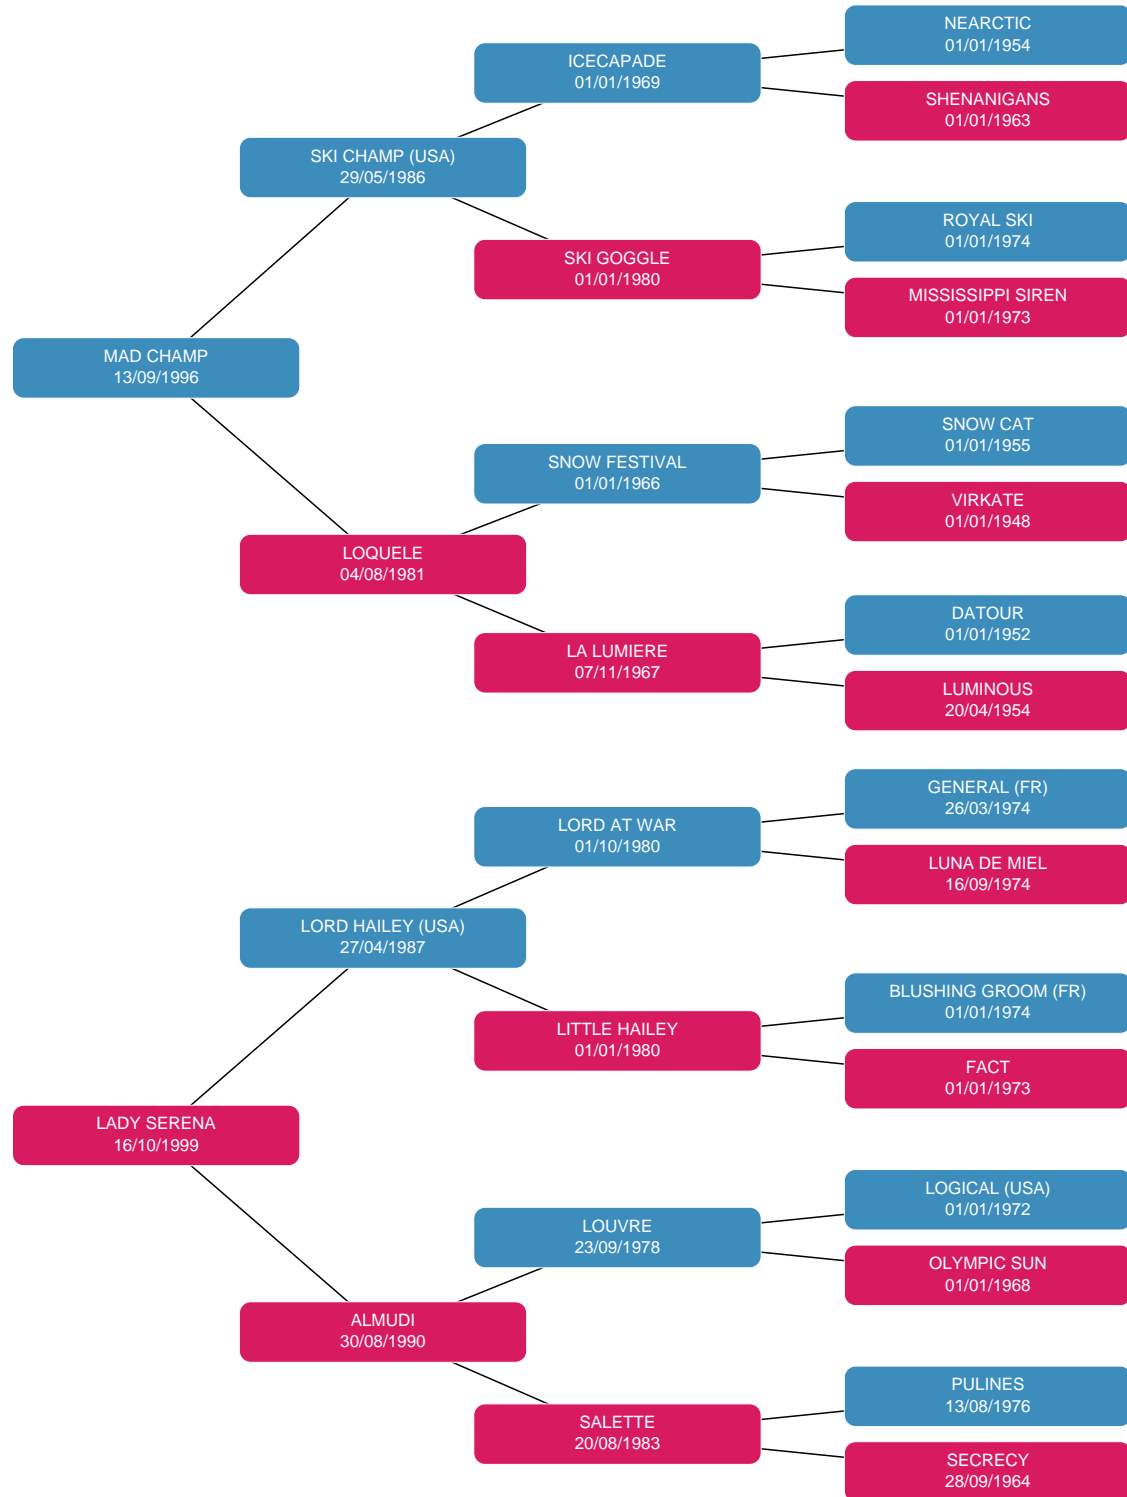 NEARCTIC
01/01/1954
ICECAPADE
01/01/1969
SHENANIGANS
01/01/1963
SKI CHAMP (USA)
29/05/1986
ROYAL SKI
01/01/1974
SKI GOGGLE
01/01/1980
MISSISSIPPI SIREN
01/01/1973
MAD CHAMP
13/09/1996
SNOW CAT
01/01/1955
SNOW FESTIVAL
01/01/1966
VIRKATE
01/01/1948
LOQUELE
04/08/1981
DATOUR
01/01/1952
LA LUMIERE
07/11/1967
LUMINOUS
20/04/1954
GENERAL (FR)
26/03/1974
LORD AT WAR
01/10/1980
LUNA DE MIEL
16/09/1974
LORD HAILEY (USA)
27/04/1987
BLUSHING GROOM (FR)
01/01/1974
LITTLE HAILEY
01/01/1980
FACT
01/01/1973
LADY SERENA
16/10/1999
LOGICAL (USA)
01/01/1972
LOUVRE
23/09/1978
OLYMPIC SUN
01/01/1968
ALMUDI
30/08/1990
PULINES
13/08/1976
SALETTE
20/08/1983
SECRECY
28/09/1964